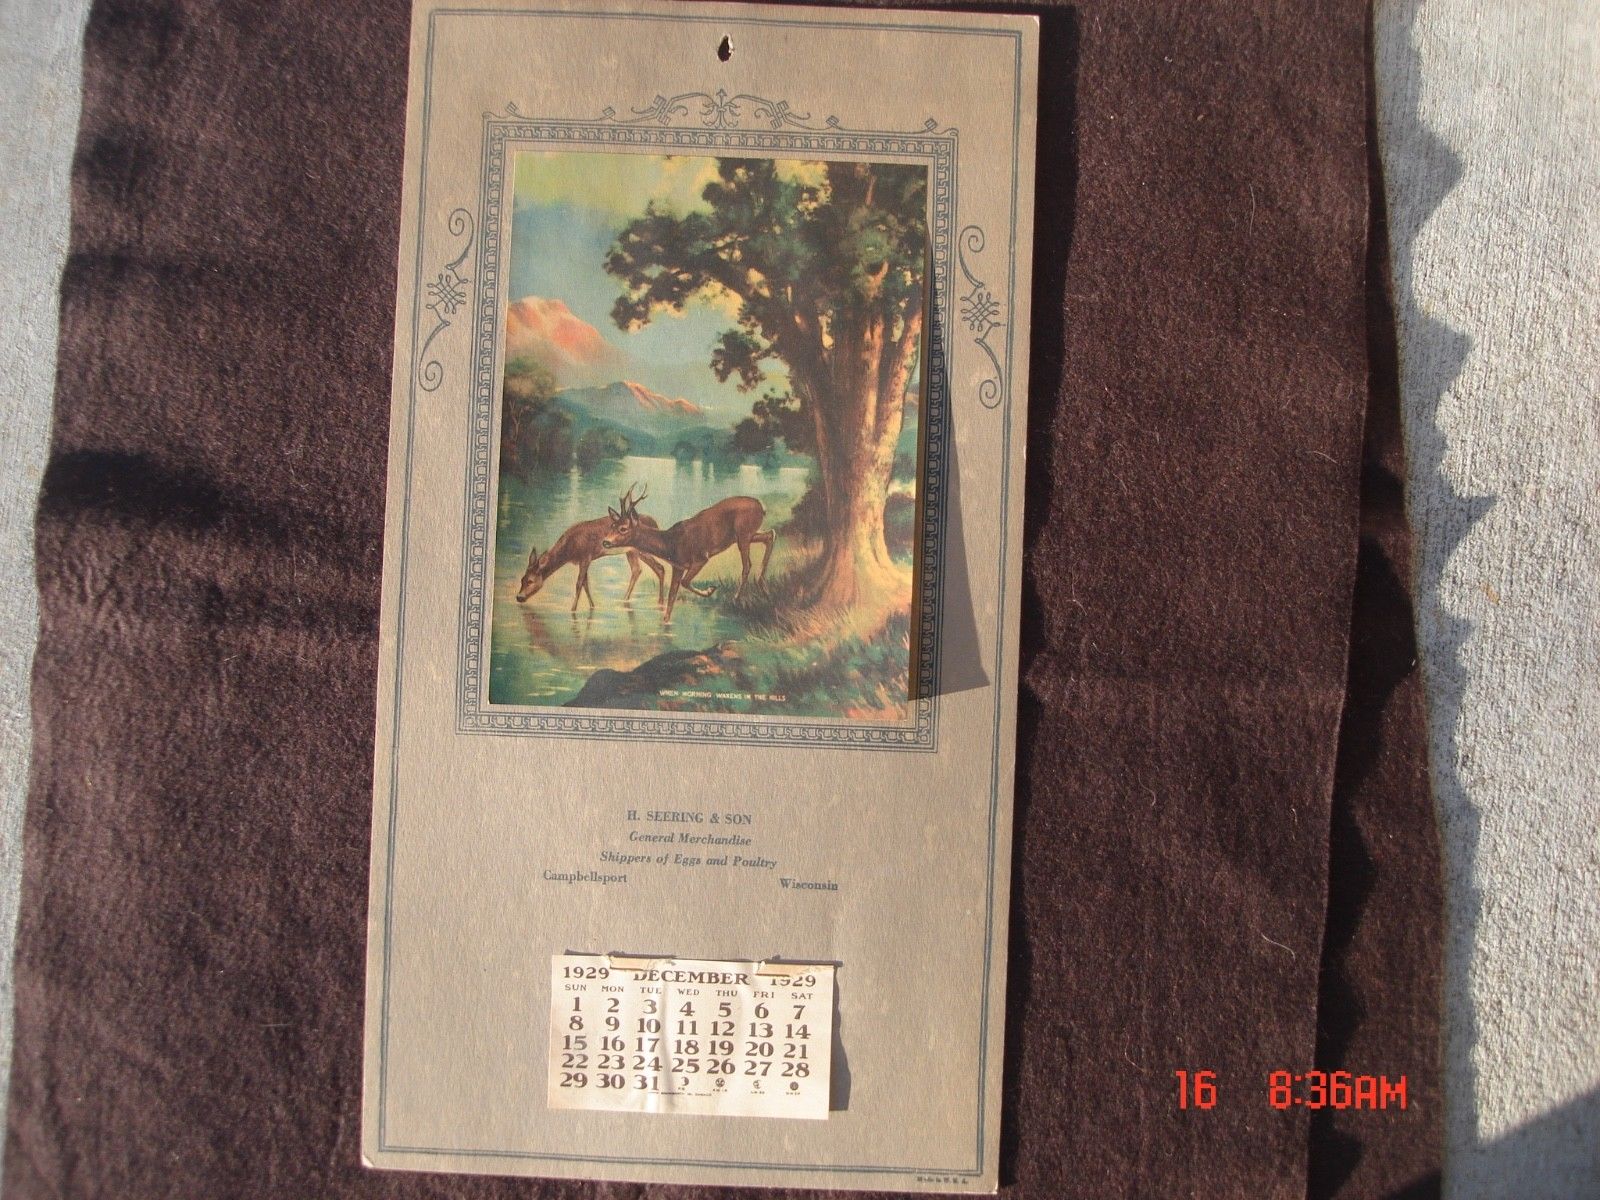 WHEN MORNING WAKENS IN THE HILLS
H. SEERING & SON
General Merchandise
Shippers of Eggs and Poultry
Campbellsport Wisconsin
1929 DECEMBER 1929
SUN MON TUE WED THU FRI SAT
1 2 3 4 5 6 7
8 9 10 11 12 13 14
15 16 17 18 19 20 21
22 23 24 25 26 27 28
29 30 31
Made in U. S. A.
16 8:36AM